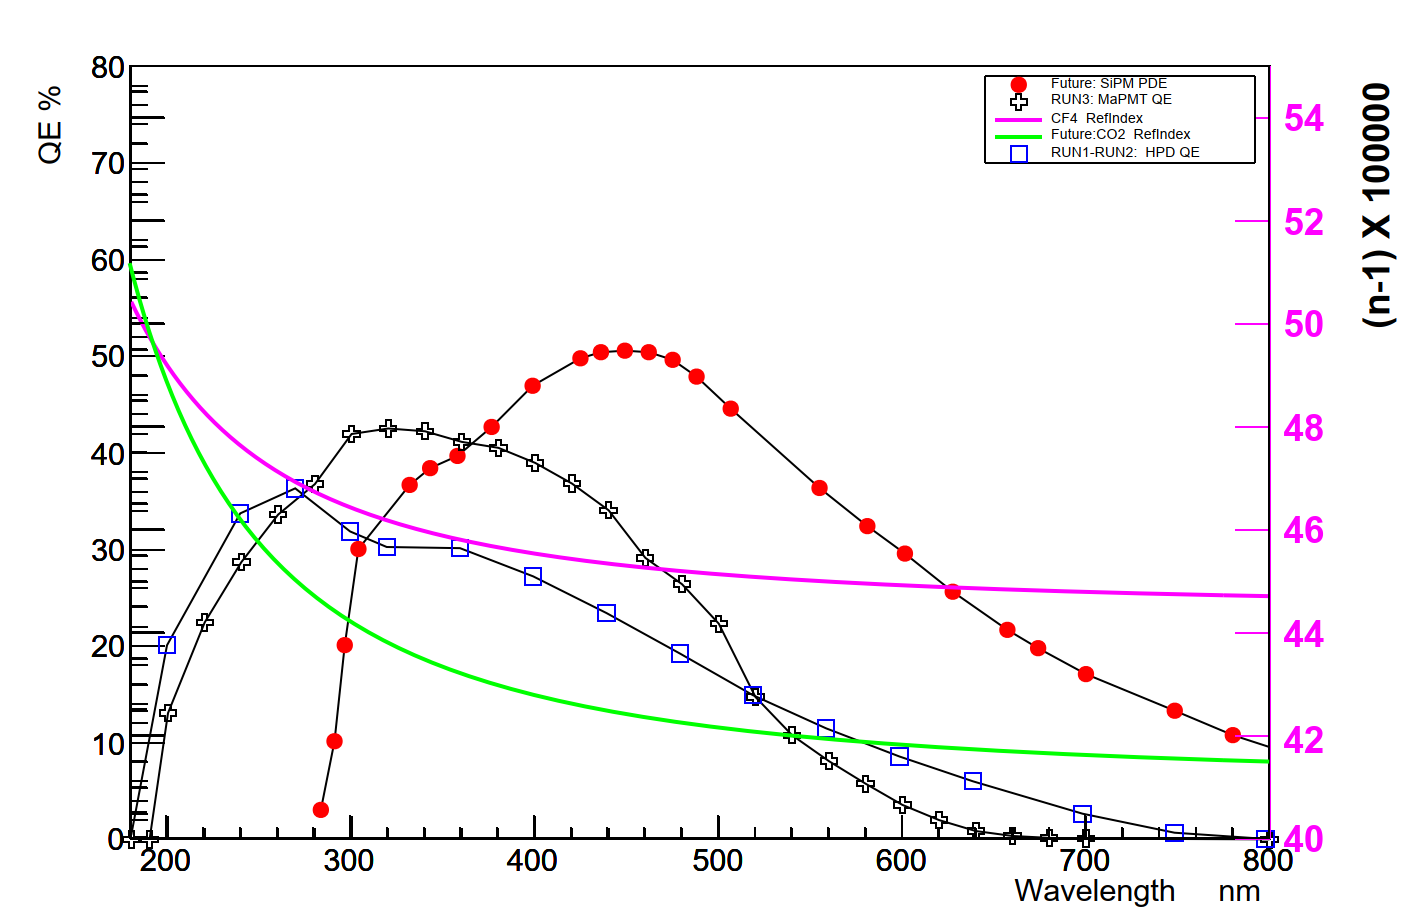 QE %
80
70
60
50
40
30
20
10
0
200 300 400 500 600 700 800
Wavelength nm
Future: SiPM PDE
RUN3: MaPMT QE
CF4 RefIndex
Future:CO2 RefIndex
RUN1-RUN2: HPD QE
54
52
50
48
46
44
42
40
(n-1) X 100000